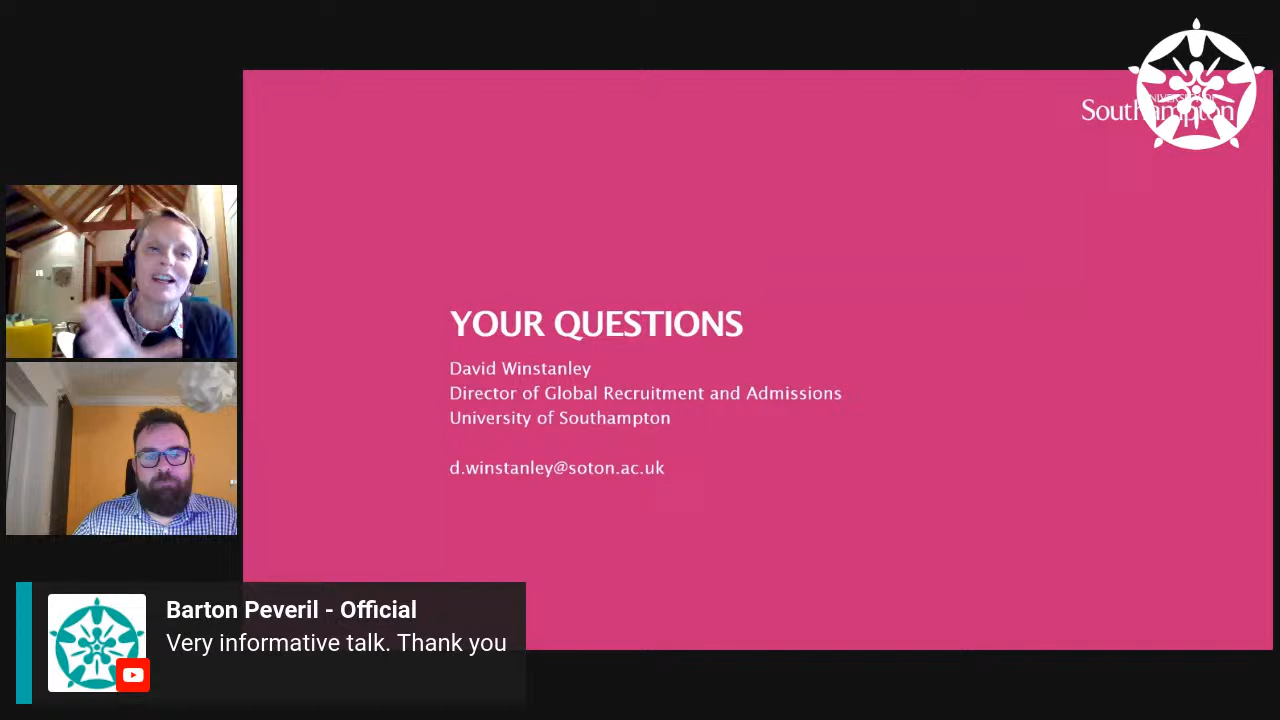 Southampton
YOUR QUESTIONS
David Winstanley
Director of Global Recruitment and Admissions
University of Southampton
d.winstanley@soton.ac.uk
Barton Peveril - Official
Very informative talk. Thank you